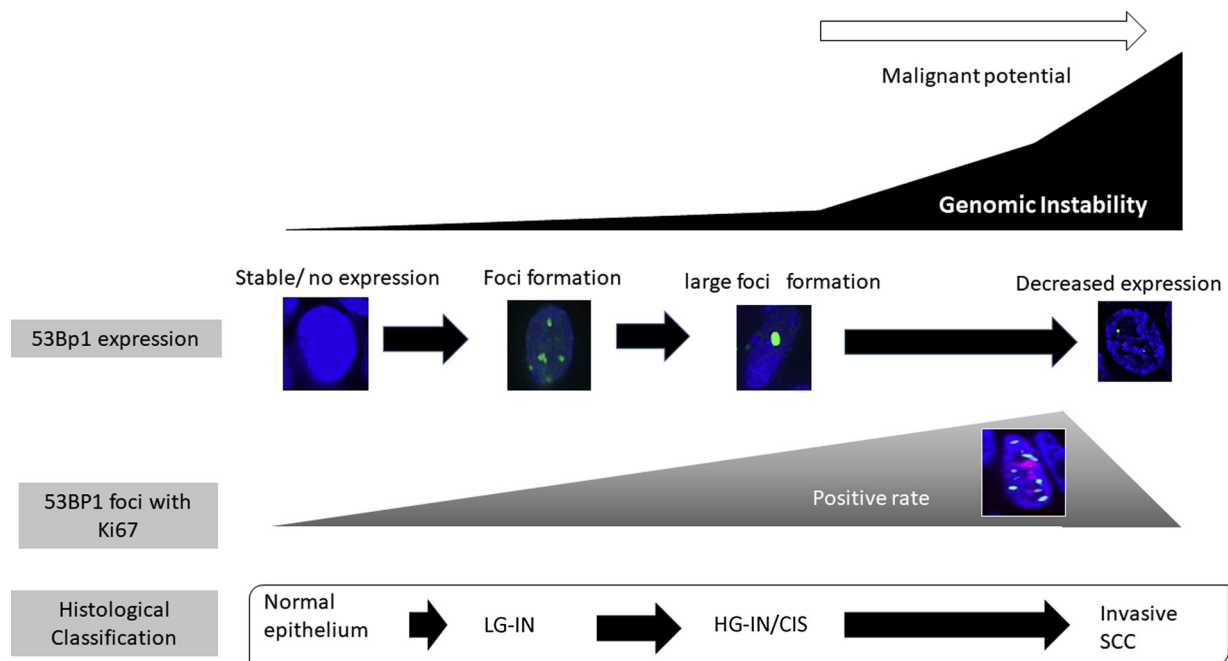 Malignant potential
Genomic Instability
Stable/ no expression
Foci formation
large foci formation
Decreased expression
53Bp1 expression
53BP1 foci with
Ki67
Positive rate
Histological
Classification
Normal
epithelium
LG-IN
HG-IN/CIS
Invasive
SCC